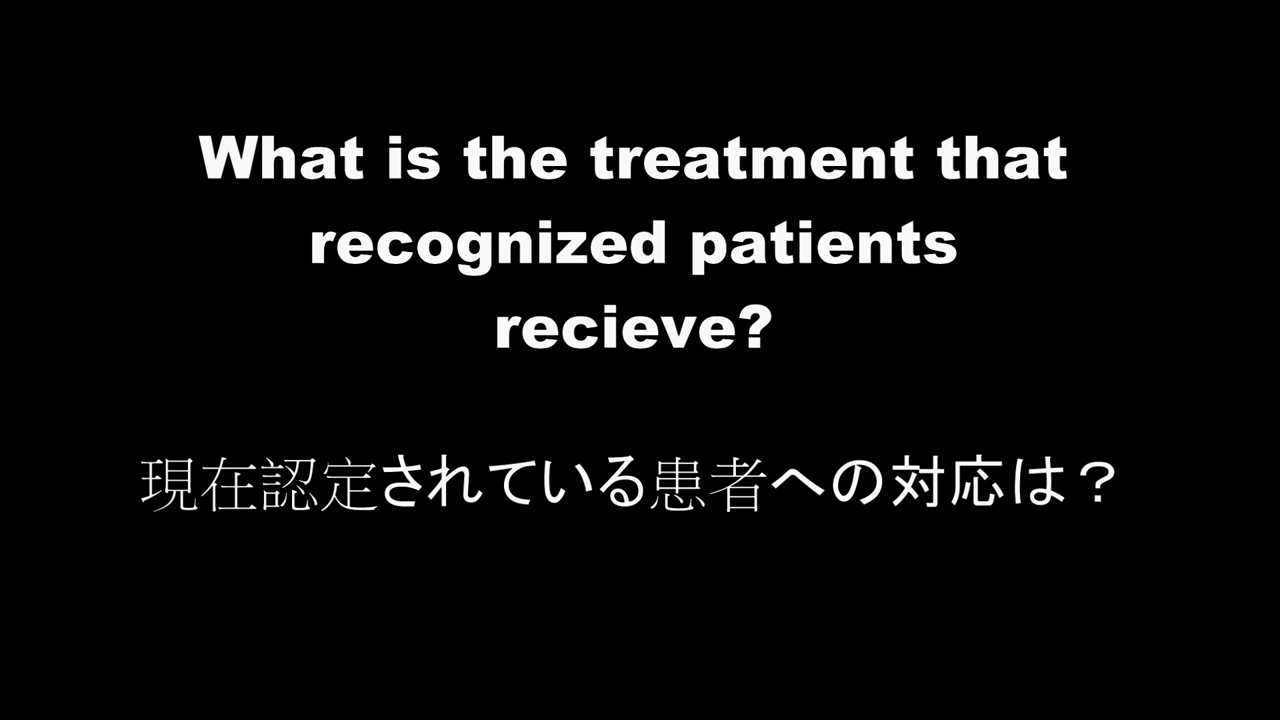 What is the treatment that
recognized patients
recieve?
現在認定されている患者への対応は？